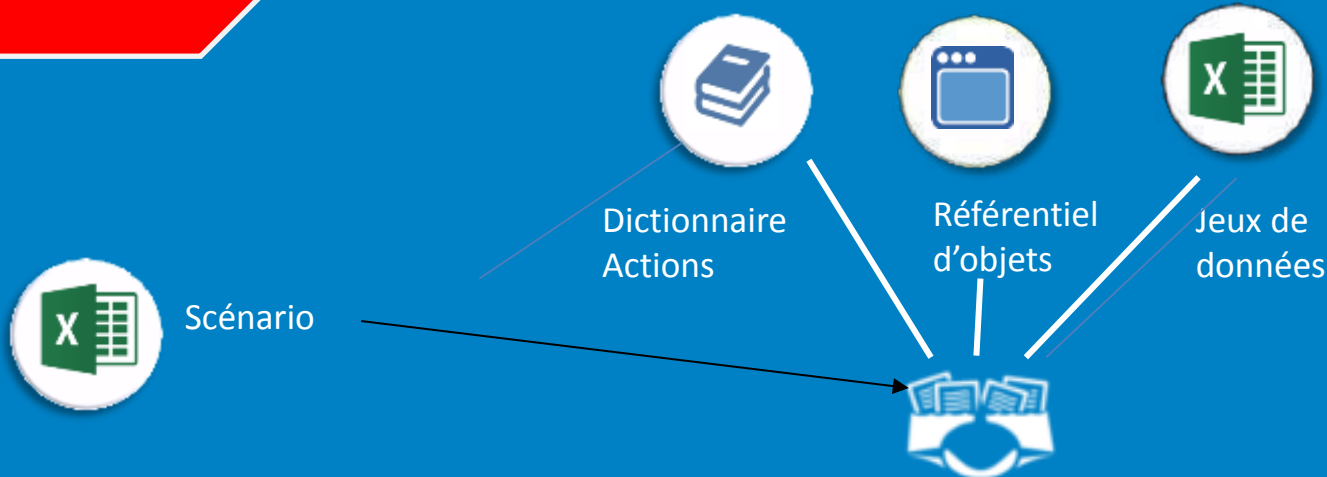 Dictionnaire
Actions
Référentiel
d’objets
Jeux de
données
Scénario